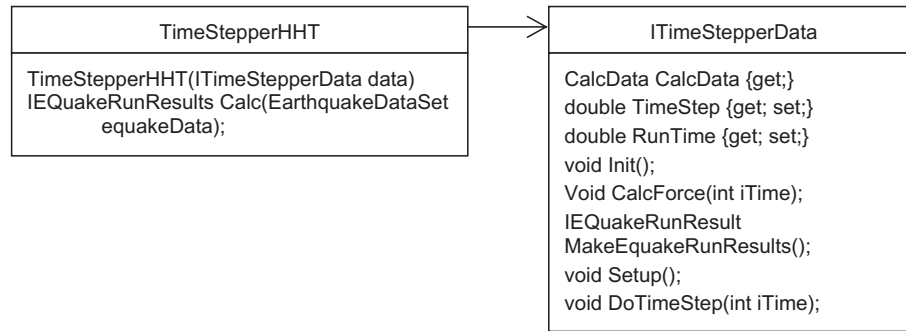 TimeStepperHHT
TimeStepperHHT(ITimeStepperData data)
IEQuakeRunResults Calc(EarthquakeDataSet
equakeData);
ITimeStepperData
CalcData CalcData {get;}
double TimeStep {get; set;}
double RunTime {get; set;}
void Init();
Void CalcForce(int iTime);
IEQuakeRunResult
MakeEquakeRunResults();
void Setup();
void DoTimeStep(int iTime);